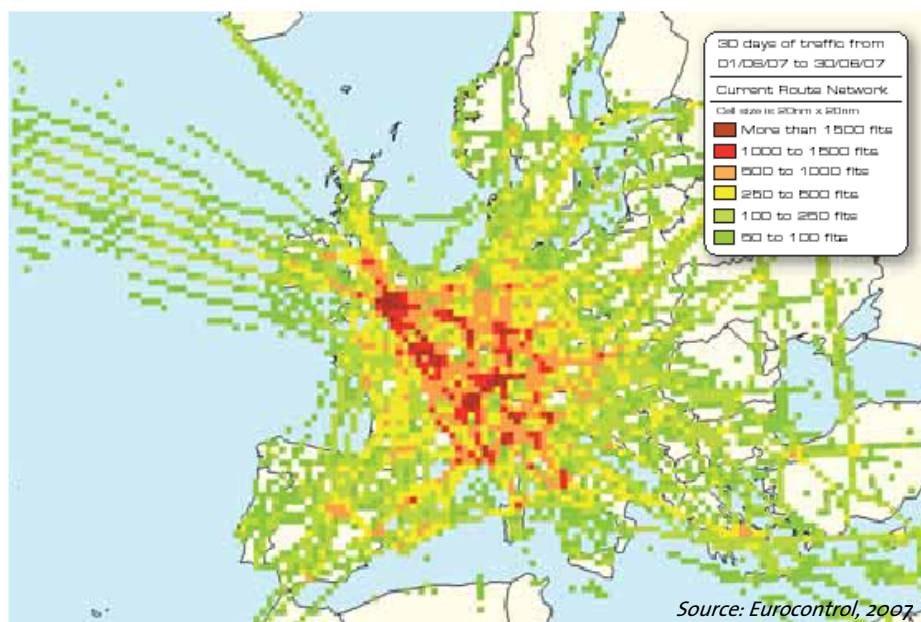 30 days of traffic from
01/06/07 to 30/06/07
Current Route Network
Cell size is 20nm x 20nm
More than 1500 flts
1000 to 1500 flts
500 to 1000 flts
250 to 500 flts
100 to 250 flts
50 to 100 flts
Source: Eurocontrol, 2007